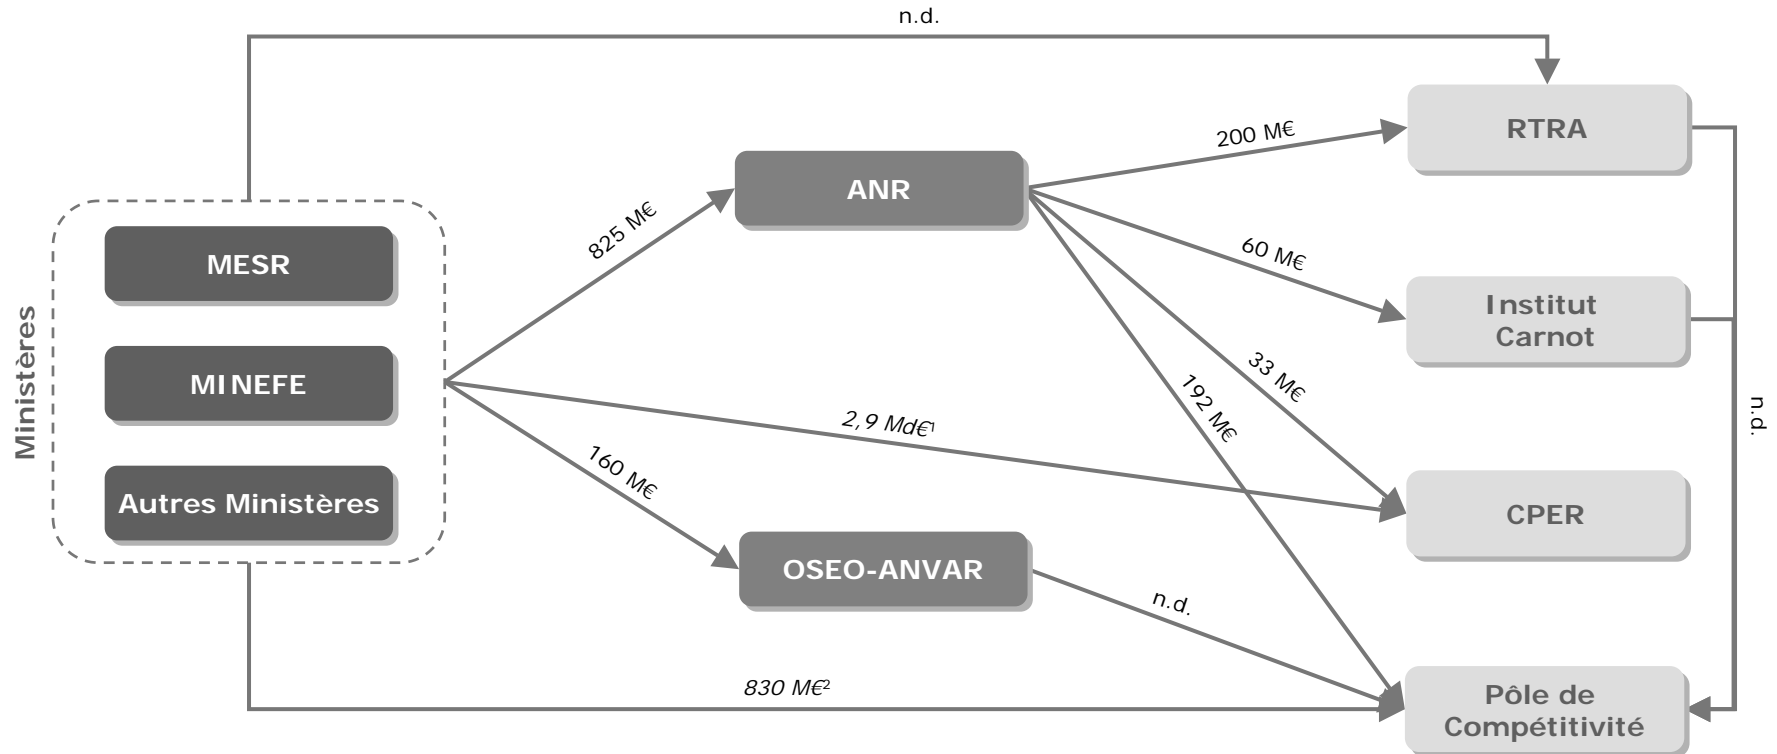 n.d.
RTRA
200 M€
ANR
825 M€
MESR
60 M€
Institut
Carnot
Ministères
MINEFE
33 M€
192 M€
n.d.
2,9 Md€¹
160 M€
Autres Ministères
CPER
OSEO-ANVAR
n.d.
830 M€²
Pôle de
Compétitivité